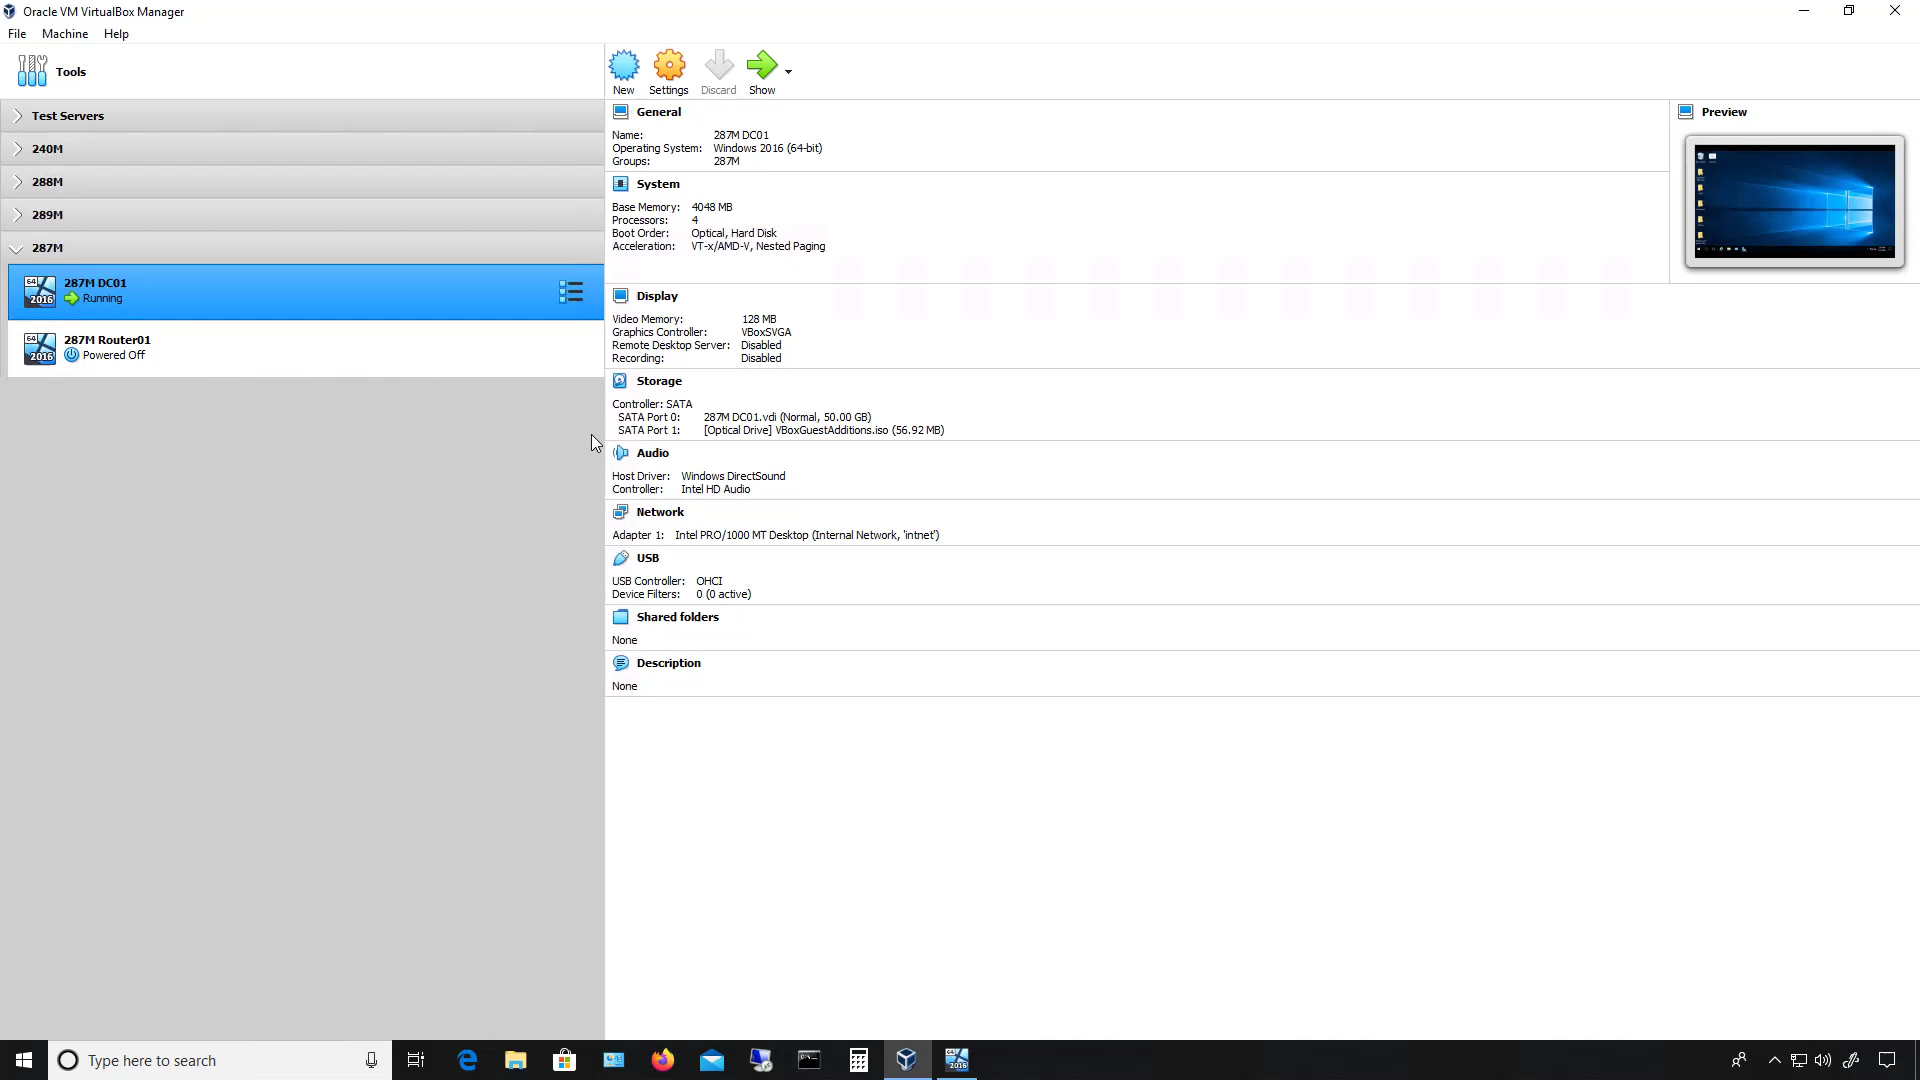 Oracle VM VirtualBox Manager
File Machine Help
Tools
New Settings Discard Show
Test Servers
240M
288M
289M
287M
64
2016
287M DC01
Running
64
2016
287M Router01
Powered Off
General
Name: 287M DC01
Operating System: Windows 2016 (64-bit)
Groups: 287M
System
Base Memory: 4048 MB
Processors: 4
Boot Order: Optical, Hard Disk
Acceleration: VT-x/AMD-V, Nested Paging
Preview
Display
Video Memory: 128 MB
Graphics Controller: VBoxSVGA
Remote Desktop Server: Disabled
Recording: Disabled
Storage
Controller: SATA
SATA Port 0: 287M DC01.vdi (Normal, 50.00 GB)
SATA Port 1: [Optical Drive] VBoxGuestAdditions.iso (56.92 MB)
Audio
Host Driver: Windows DirectSound
Controller: Intel HD Audio
Network
Adapter 1: Intel PRO/1000 MT Desktop (Internal Network, 'intnet')
USB
USB Controller: OHCI
Device Filters: 0 (0 active)
Shared folders
None
Description
None
Type here to search
64
2016